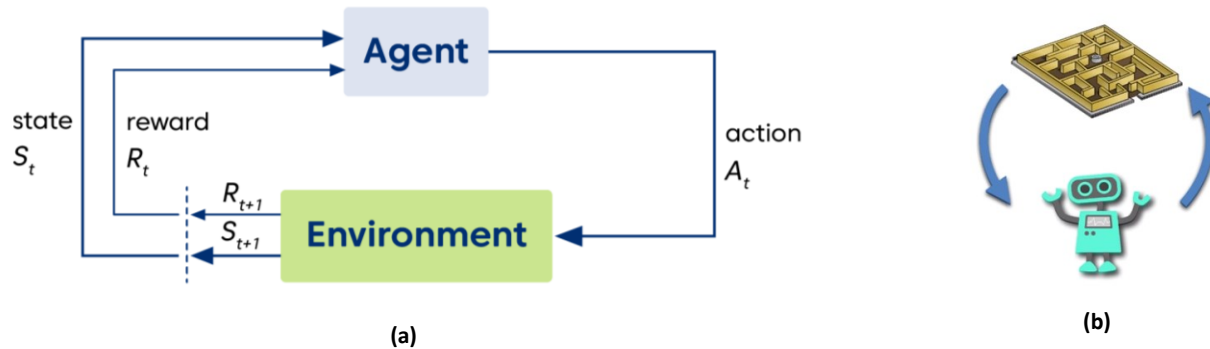 Agent
state
S_t
reward
R_t
action
A_t
R_{t+1}
S_{t+1}
Environment
(a)
(b)